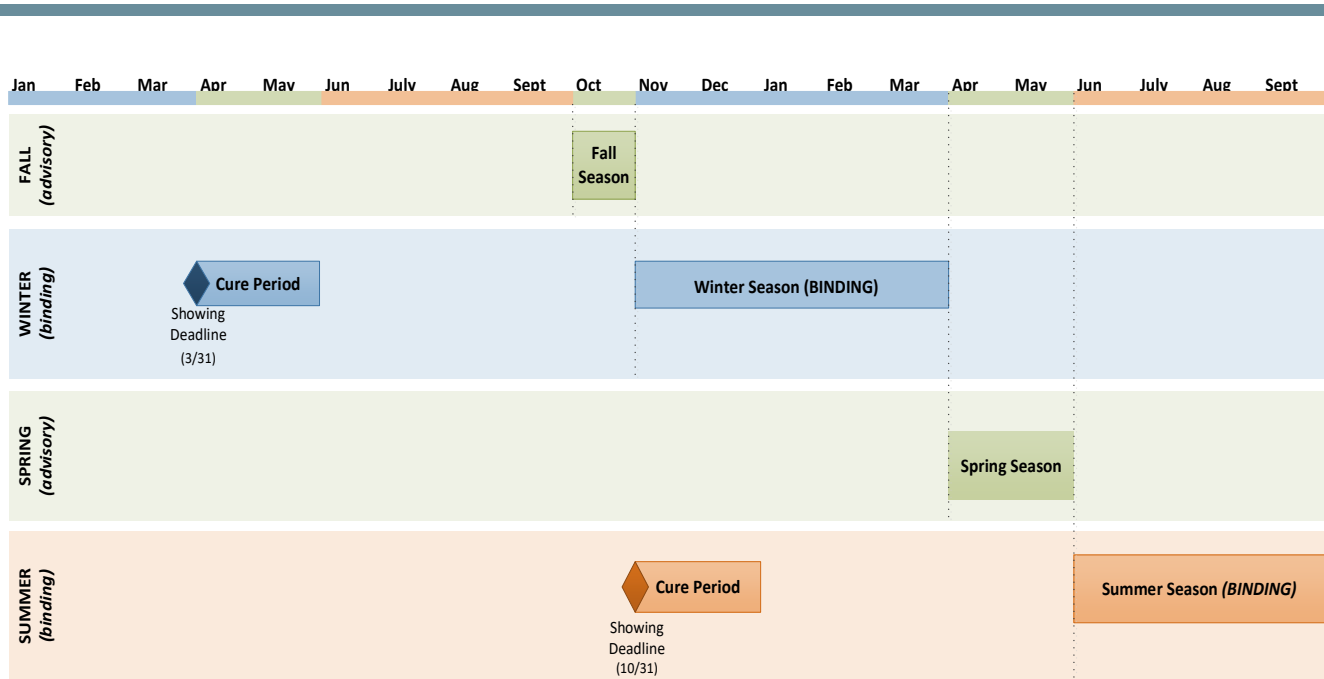 Jan Feb Mar Apr May Jun July Aug Sept Oct Nov Dec Jan Feb Mar Apr May Jun July Aug Sept
FALL
(advisory)
Fall
Season
WINTER
(binding)
Cure Period
Showing
Deadline
(3/31)
Winter Season (BINDING)
SPRING
(advisory)
Spring Season
SUMMER
(binding)
Cure Period
Showing
Deadline
(10/31)
Summer Season (BINDING)